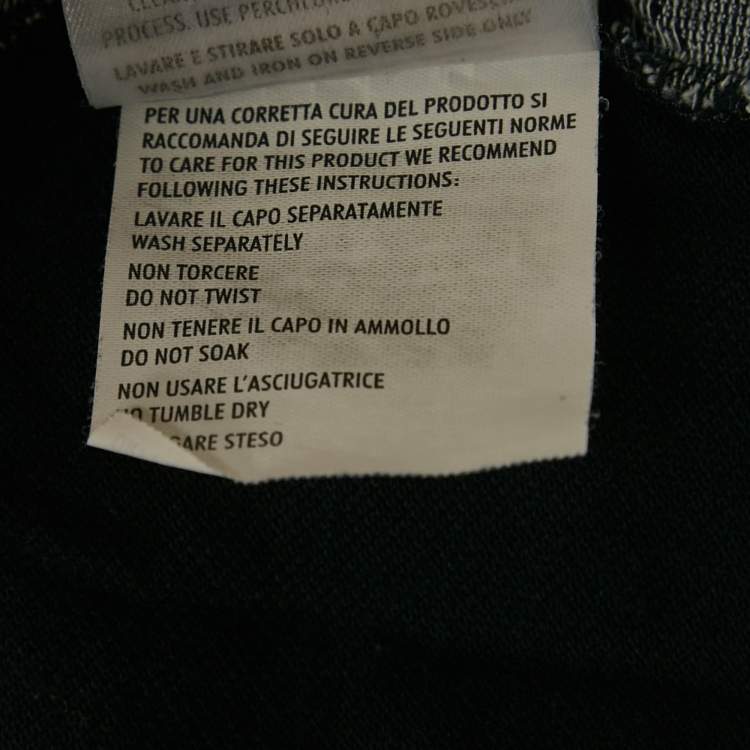 PROCESS. USE
LAVARE E STIRARE SOLO A CAPO
WASH AND IRON ON REVERSE SIDE ONLY
PER UNA CORRETTA CURA DEL PRODOTTO SI
RACCOMANDA DI SEGUIRE LE SEGUENTI NORME
TO CARE FOR THIS PRODUCT WE RECOMMEND
FOLLOWING THESE INSTRUCTIONS:
LAVARE IL CAPO SEPARATAMENTE
WASH SEPARATELY
NON TORCERE
DO NOT TWIST
NON TENERE IL CAPO IN AMMOLLO
DO NOT SOAK
NON USARE L'ASCIUGATRICE
TUMBLE DRY
STESO